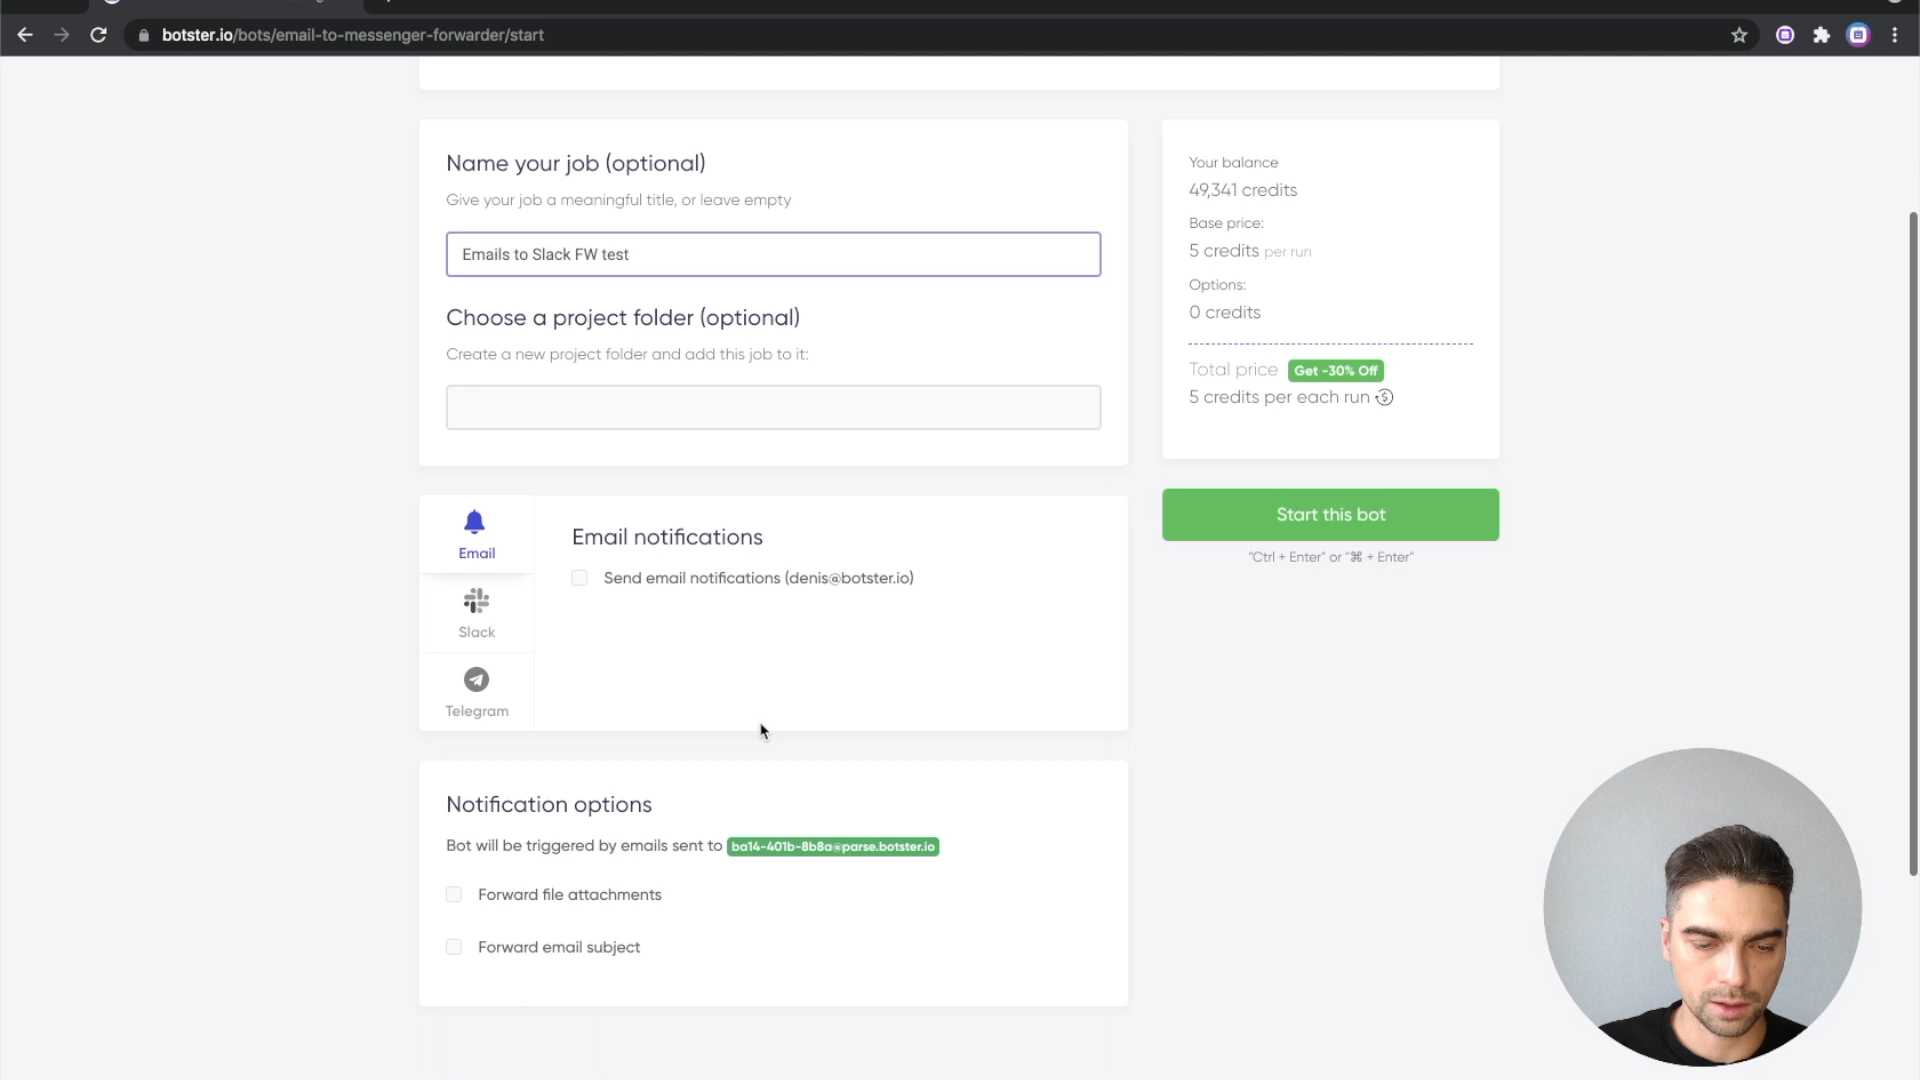 botster.io/bots/email-to-messenger-forwarder/start
Name your job (optional)
Give your job a meaningful title, or leave empty
Emails to Slack FW test
Choose a project folder (optional)
Create a new project folder and add this job to it:
Your balance
49,341 credits
Base price:
5 credits per run
Options:
0 credits
Total price Get -30% Off
5 credits per each run
Start this bot
"Ctrl + Enter" or "⌘ + Enter"
Email
Slack
Telegram
Email notifications
Send email notifications (denis@botster.io)
Notification options
Bot will be triggered by emails sent to ba14-401b-8b8a@parse.botster.io
Forward file attachments
Forward email subject